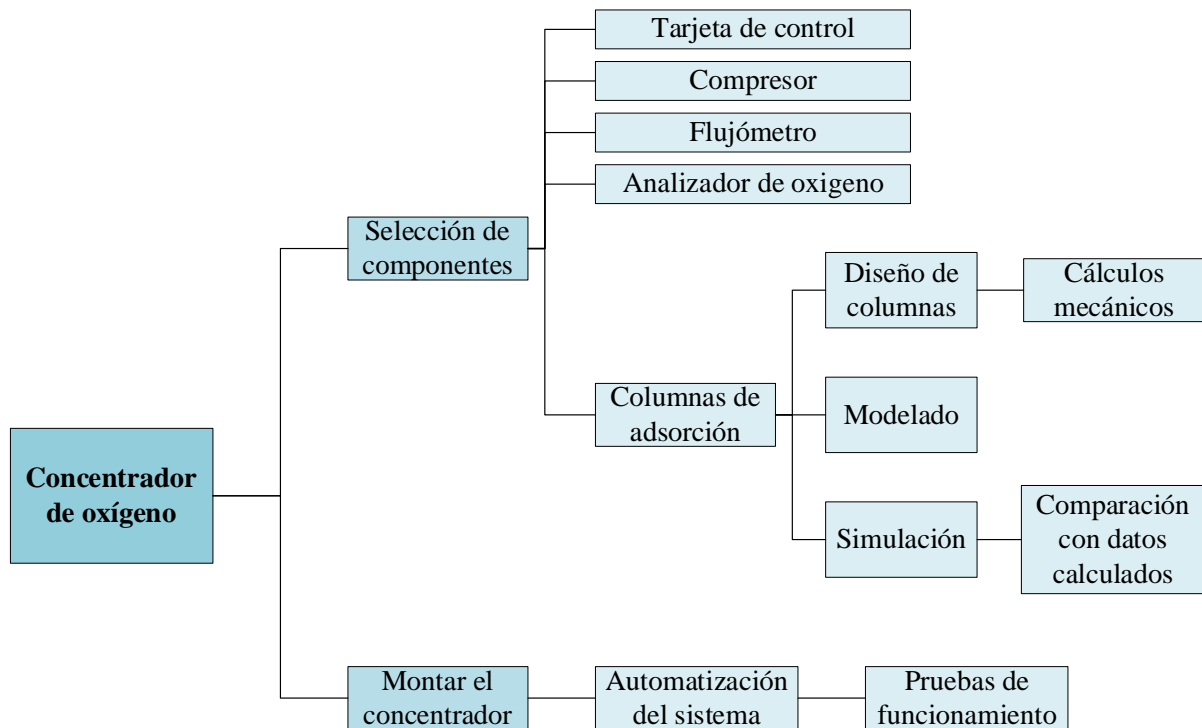 Tarjeta de control
Compresor
Flujómetro
Analizador de oxigeno
Selección de
componentes
Diseño de
columnas
Cálculos
mecánicos
Columnas de
adsorción
Modelado
Concentrador
de oxígeno
Simulación
Comparación
con datos
calculados
Montar el
concentrador
Automatización
del sistema
Pruebas de
funcionamiento